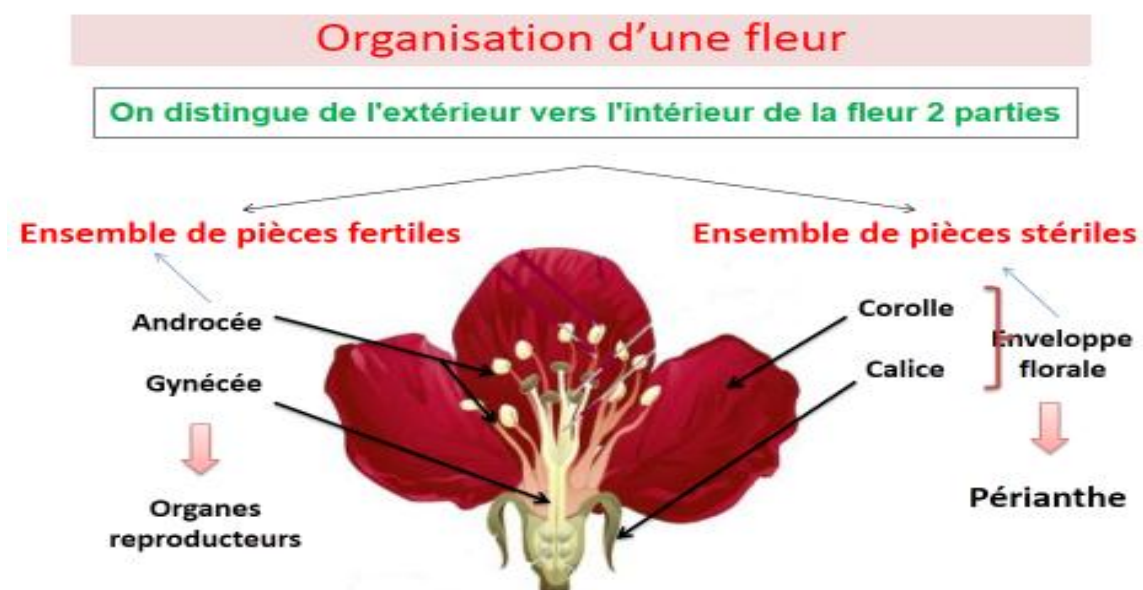 Organisation d'une fleur
On distingue de l'extérieur vers l'intérieur de la fleur 2 parties
Ensemble de pièces fertiles
Ensemble de pièces stériles
Androcée
Gynécée
Organes
reproducteurs
Corolle
Calice
Enveloppe
florale
Périanthe